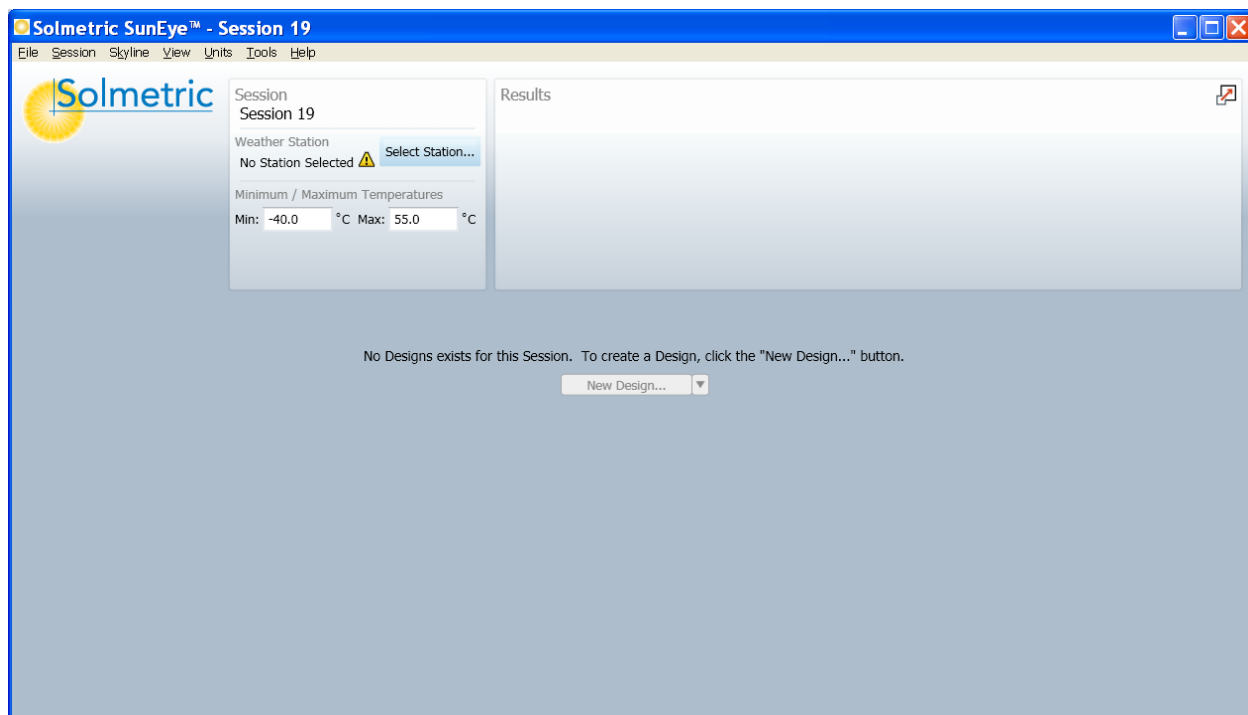 Solmetric SunEye™ - Session 19
File Session Skyline View Units Tools Help
Solmetric
Session
Session 19
Weather Station
No Station Selected
Select Station...
Minimum / Maximum Temperatures
Min: -40.0 °C Max: 55.0 °C
Results
No Designs exists for this Session. To create a Design, click the "New Design..." button.
New Design...